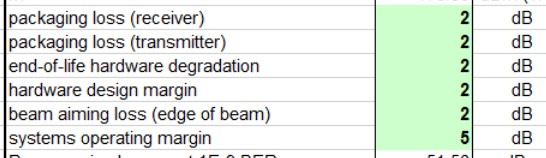 packaging loss (receiver) 2 dB
packaging loss (transmitter) 2 dB
end-of-life hardware degradation 2 dB
hardware design margin 2 dB
beam aiming loss (edge of beam) 2 dB
systems operating margin 5 dB